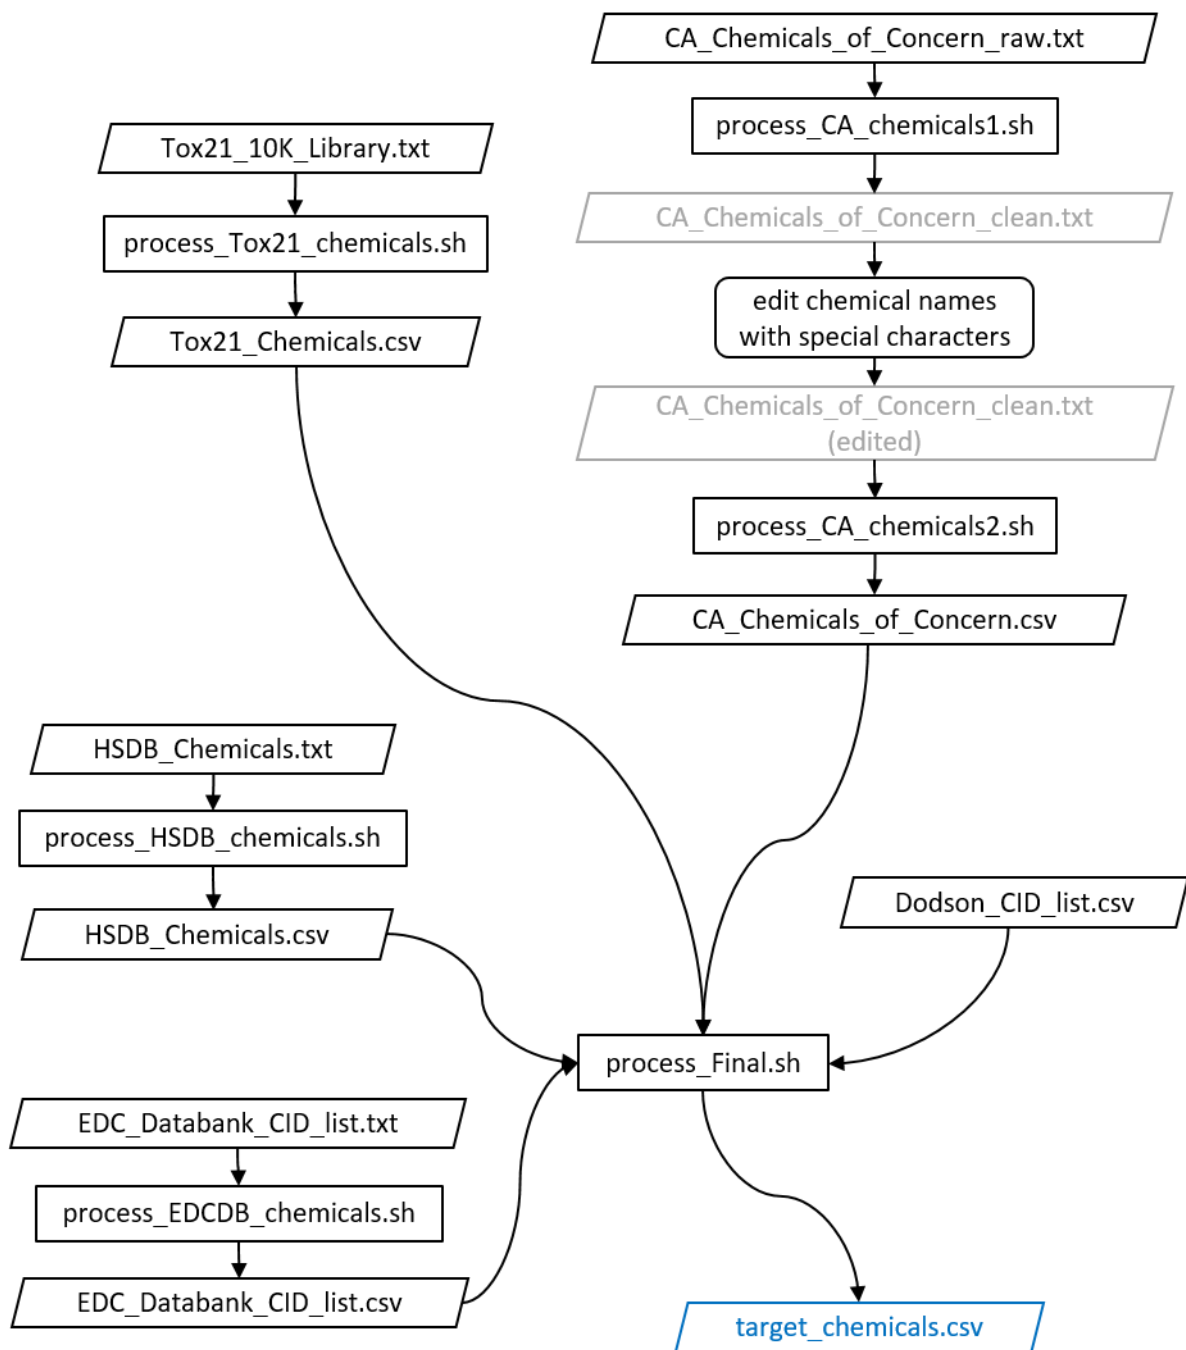 CA_Chemicals_of_Concern_raw.txt
process_CA_chemicals1.sh
Tox21_10K_Library.txt
CA_Chemicals_of_Concern_clean.txt
process_Tox21_chemicals.sh
edit chemical names
with special characters
Tox21_Chemicals.csv
CA_Chemicals_of_Concern_clean.txt
(edited)
process_CA_chemicals2.sh
CA_Chemicals_of_Concern.csv
HSDB_Chemicals.txt
process_HSDB_chemicals.sh
Dodson_CID_list.csv
HSDB_Chemicals.csv
process_Final.sh
EDC_Databank_CID_list.txt
process_EDCDB_chemicals.sh
EDC_Databank_CID_list.csv
target_chemicals.csv